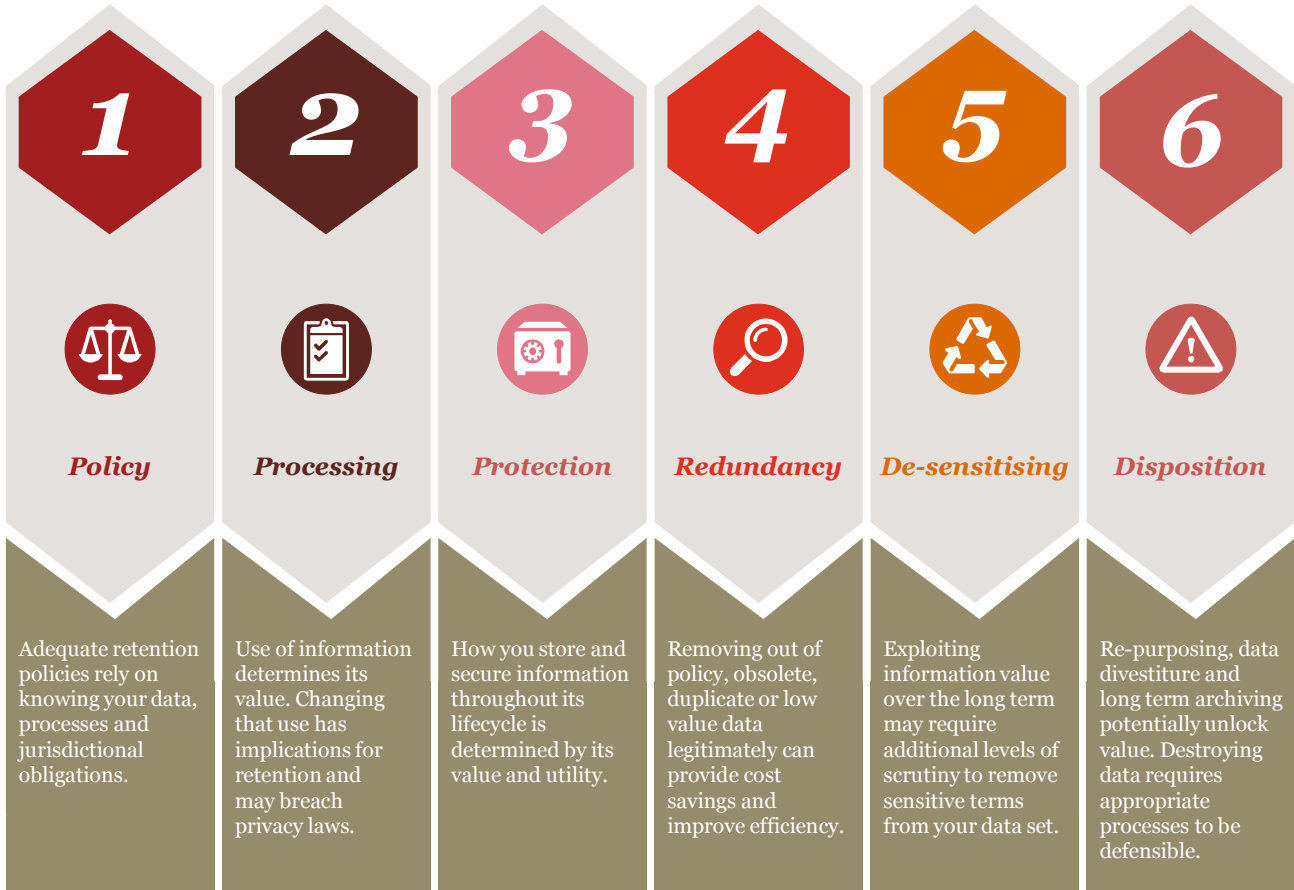 1
2
3
4
5
6
Policy
Processing
Protection
Redundancy
De-sensitising
Disposition
Adequate retention
policies rely on
knowing your data,
processes and
jurisdictional
obligations.
Use of information
determines its
value. Changing
that use has
implications for
retention and
may breach
privacy laws.
How you store and
secure information
throughout its
lifecycle is
determined by its
value and utility.
Removing out of
policy, obsolete,
duplicate or low
value data
legitimately can
provide cost
savings and
improve efficiency.
Exploiting
information value
over the long term
may require
additional levels of
scrutiny to remove
sensitive terms
from your data set.
Re-purposing, data
divestiture and
long term archiving
potentially unlock
value. Destroying
data requires
appropriate
processes to be
defensible.